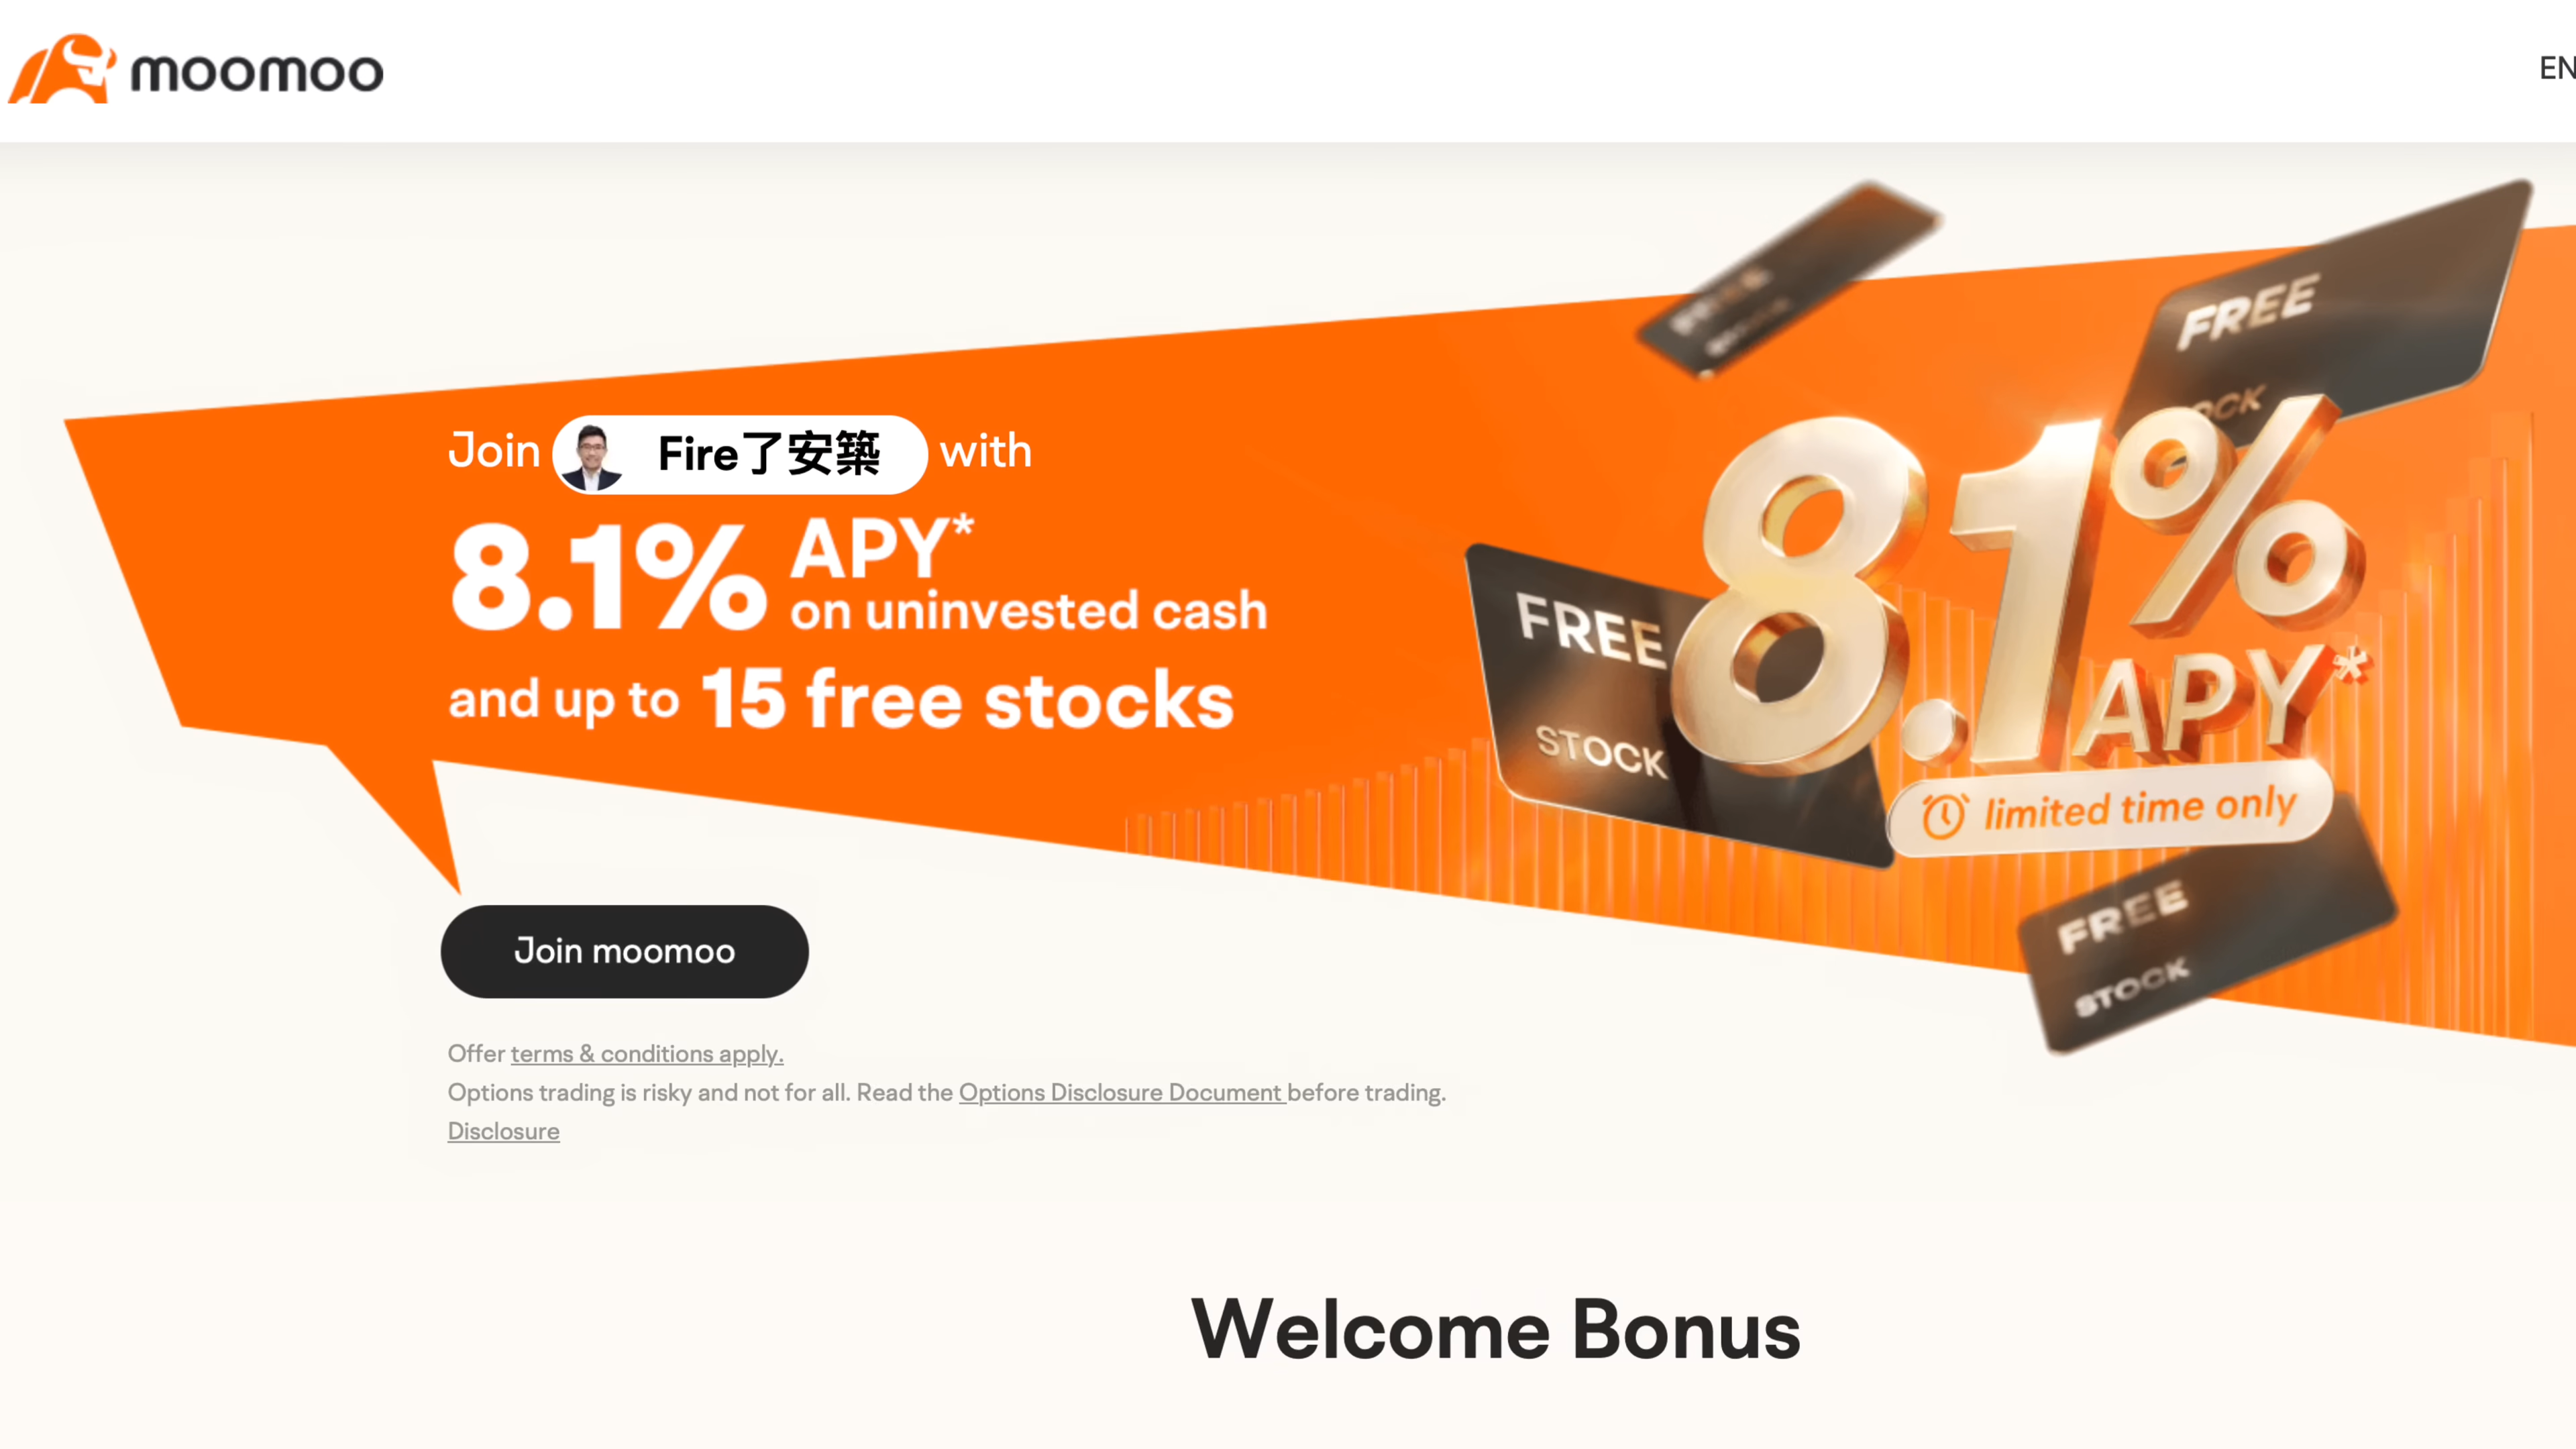 moomoo
EN
Join Fire了安築 with
8.1% APY*
on uninvested cash
and up to 15 free stocks
FREE
STOCK
FREE
OCK
8.1%
APY*
limited time only
FREE
STOCK
Join moomoo
Offer terms & conditions apply.
Options trading is risky and not for all. Read the Options Disclosure Document before trading.
Disclosure
Welcome Bonus